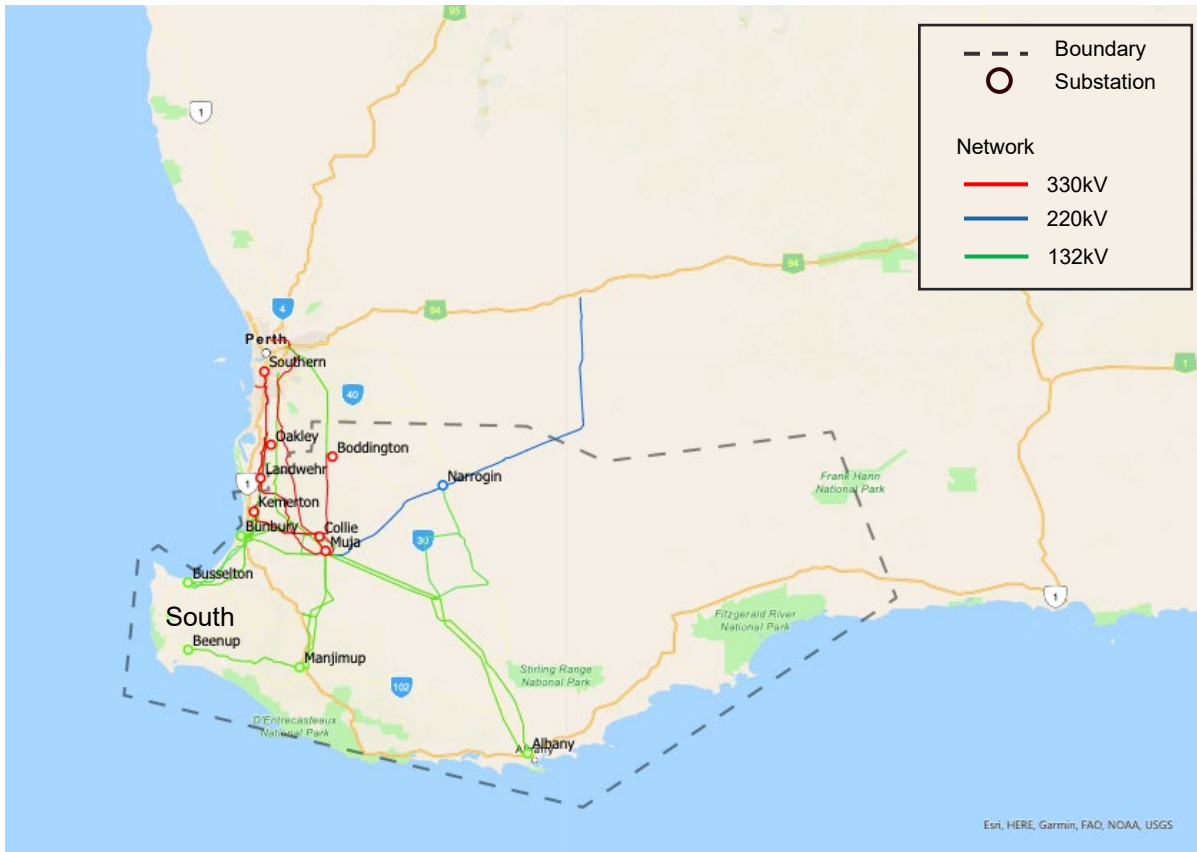 95
Boundary
Substation
1
Network
330kV
220kV
132kV
94
4
94
Perth
Southern
1
40
Oakley
Boddington
Landwehr
Narrogin
Frank Hann
National Park
1
Kemerton
Bunbury
Collie
30
Muja
Busselton
1
South
Fitzgerald River
National Park
Beenup
Manjimup
Stirling Range
National Park
102
D'Entrecasteaux
National Park
Albany
Esri, HERE, Garmin, FAO, NOAA, USGS